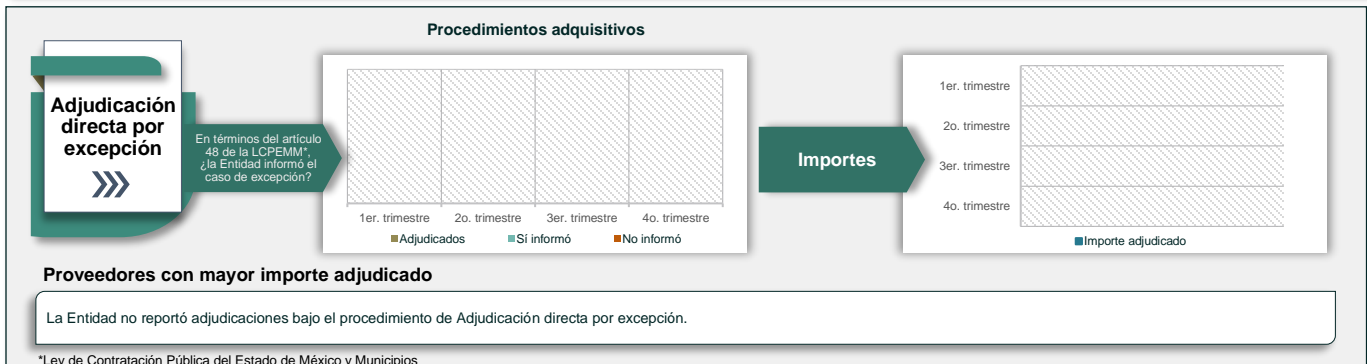 Procedimientos adquisitivos
Adjudicación
directa por
excepción
En términos del artículo
48 de la LCPEMM*,
¿la Entidad informó el
caso de excepción?
1er. trimestre 2o. trimestre 3er. trimestre 4o. trimestre
Adjudicados Sí informó No informó
Importes
1er. trimestre
2o. trimestre
3er. trimestre
4o. trimestre
Importe adjudicado
Proveedores con mayor importe adjudicado
La Entidad no reportó adjudicaciones bajo el procedimiento de Adjudicación directa por excepción.
*Ley de Contratación Pública del Estado de México y Municipios